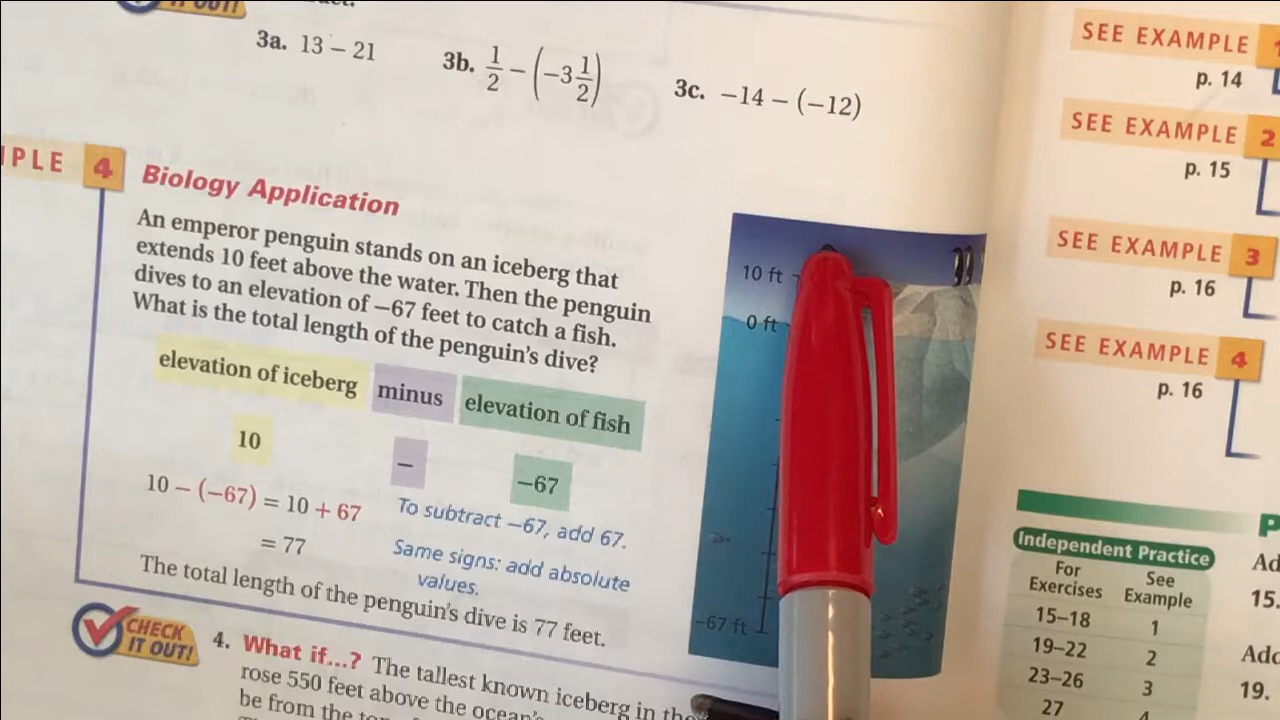 IT OUT!
3a. 13 − 21
3b. 1/2 − (−3 1/2)
3c. −14 − (−12)
4 Biology Application
An emperor penguin stands on an iceberg that
extends 10 feet above the water. Then the penguin
dives to an elevation of −67 feet to catch a fish.
What is the total length of the penguin's dive?
elevation of iceberg minus elevation of fish
10 − −67
10 − (−67) = 10 + 67 To subtract −67, add 67.
= 77 Same signs: add absolute
values.
The total length of the penguin's dive is 77 feet.
CHECK
IT OUT!
4. What if...? The tallest known iceberg in the
rose 550 feet above the ocean's
be from the
10 ft
0 ft
−67 ft
SEE EXAMPLE 1
p. 14
SEE EXAMPLE 2
p. 15
SEE EXAMPLE 3
p. 16
SEE EXAMPLE 4
p. 16
Independent Practice
For Exercises See Example
15–18 1
19–22 2
23–26 3
27 4
15.
19.